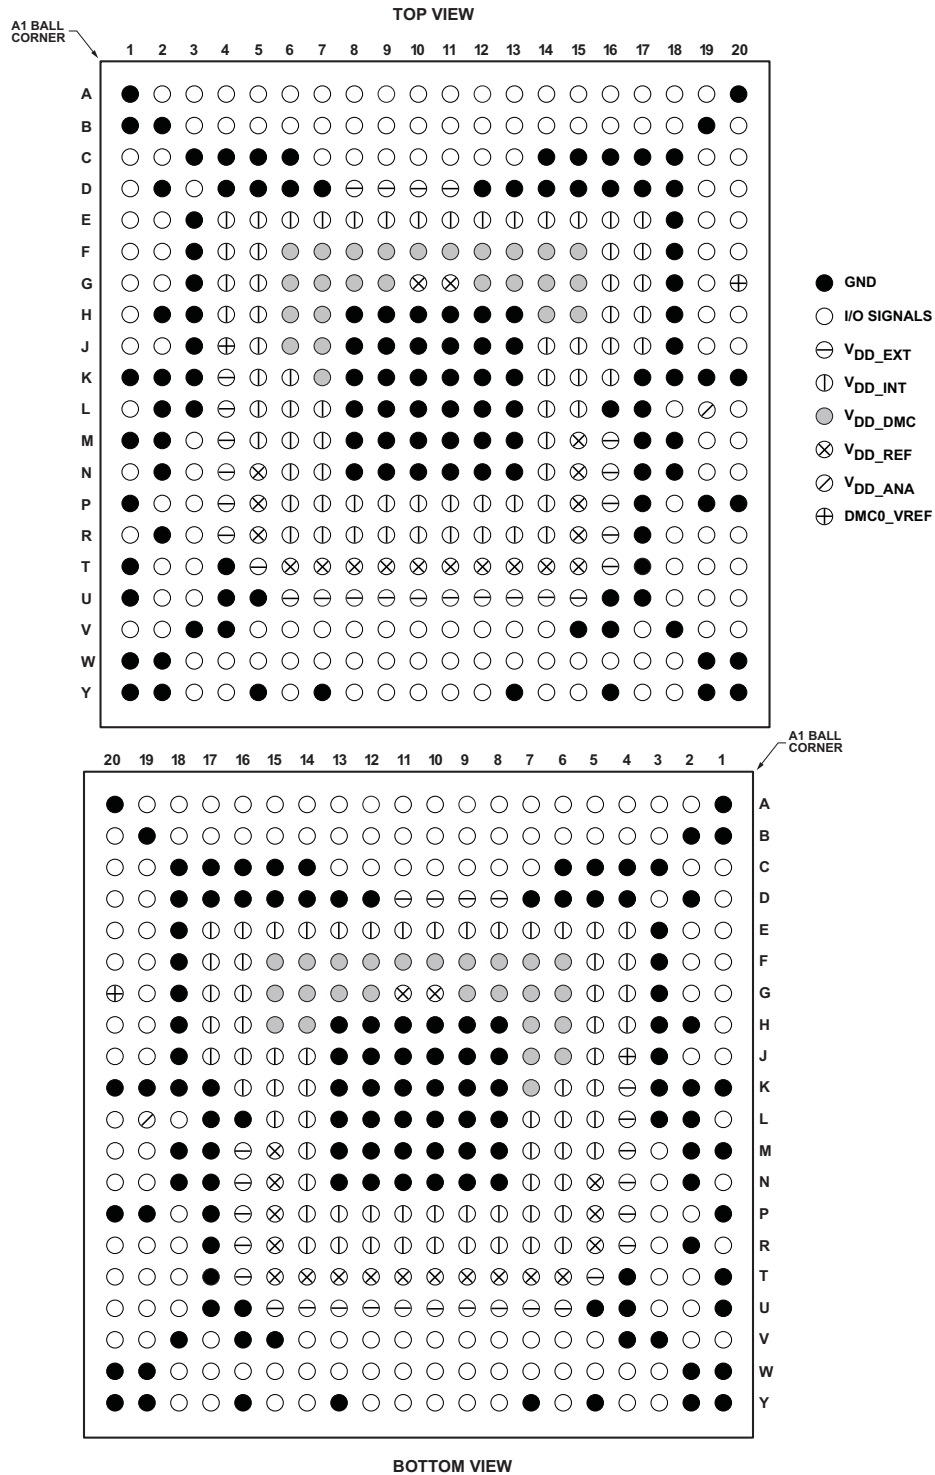 TOP VIEW
A1 BALL
CORNER
1 2 3 4 5 6 7 8 9 10 11 12 13 14 15 16 17 18 19 20
A
B
C
D
E
F
G
H
J
K
L
M
N
P
R
T
U
V
W
Y
GND
I/O SIGNALS
VDD_EXT
VDD_INT
VDD_DMC
VDD_REF
VDD_ANA
DMC0_VREF
A1 BALL
CORNER
20 19 18 17 16 15 14 13 12 11 10 9 8 7 6 5 4 3 2 1
A
B
C
D
E
F
G
H
J
K
L
M
N
P
R
T
U
V
W
Y
BOTTOM VIEW